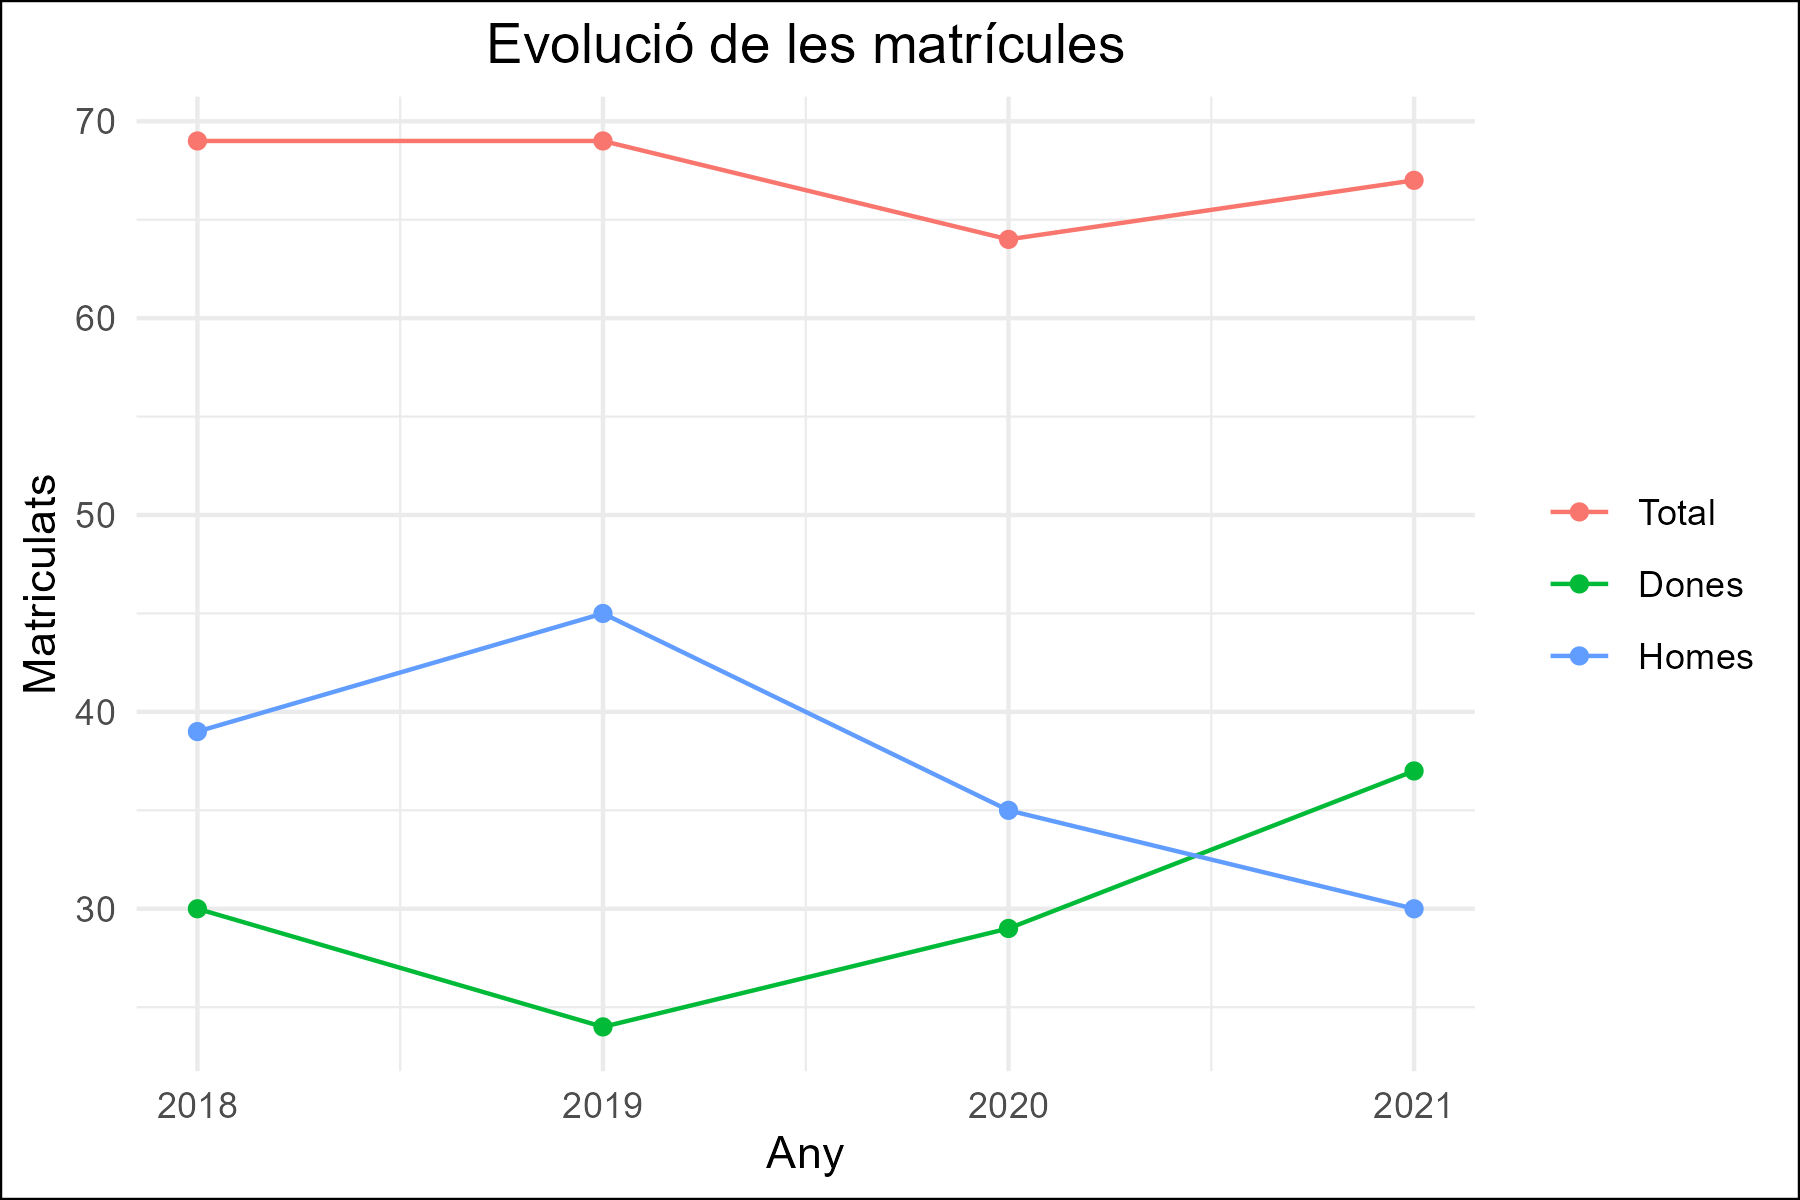 Evolució de les matrícules
Matriculats
70
60
50
40
30
2018 2019 2020 2021
Any
Total
Dones
Homes